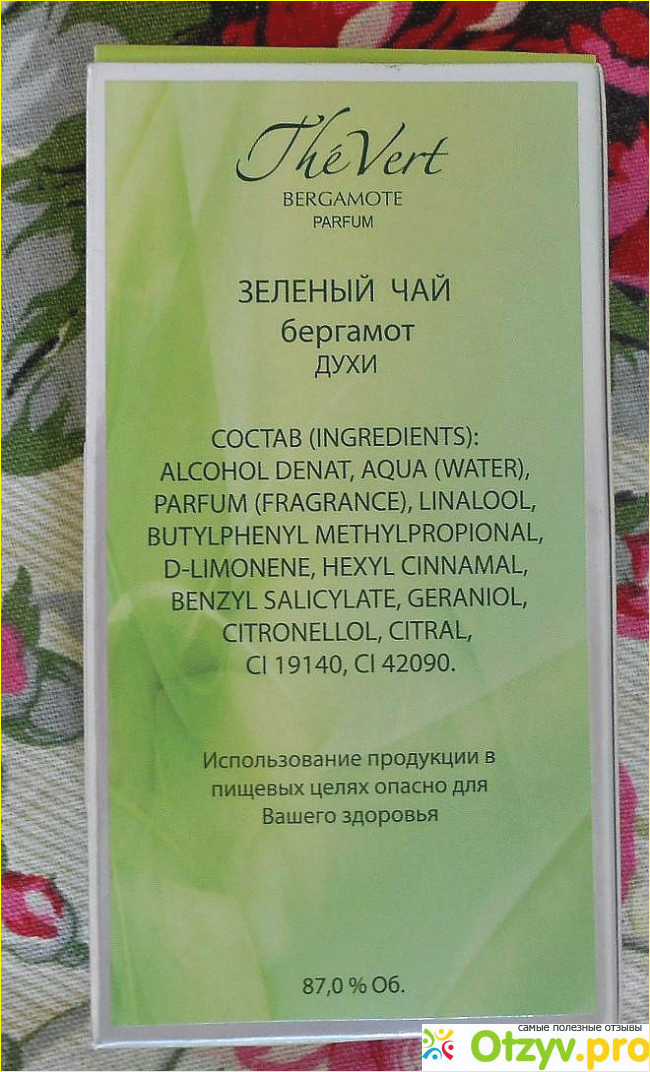 Thé Vert
BERGAMOTE
PARFUM
ЗЕЛЕНЫЙ ЧАЙ
бергамот
ДУХИ
СОСТАВ (INGREDIENTS):
ALCOHOL DENAT, AQUA (WATER),
PARFUM (FRAGRANCE), LINALOOL,
BUTYLPHENYL METHYLPROPIONAL,
D-LIMONENE, HEXYL CINNAMAL,
BENZYL SALICYLATE, GERANIOL,
CITRONELLOL, CITRAL,
CI 19140, CI 42090.
Использование продукции в
пищевых целях опасно для
Вашего здоровья
87,0 % Об.
самые полезные отзывы
Otzyv.pro